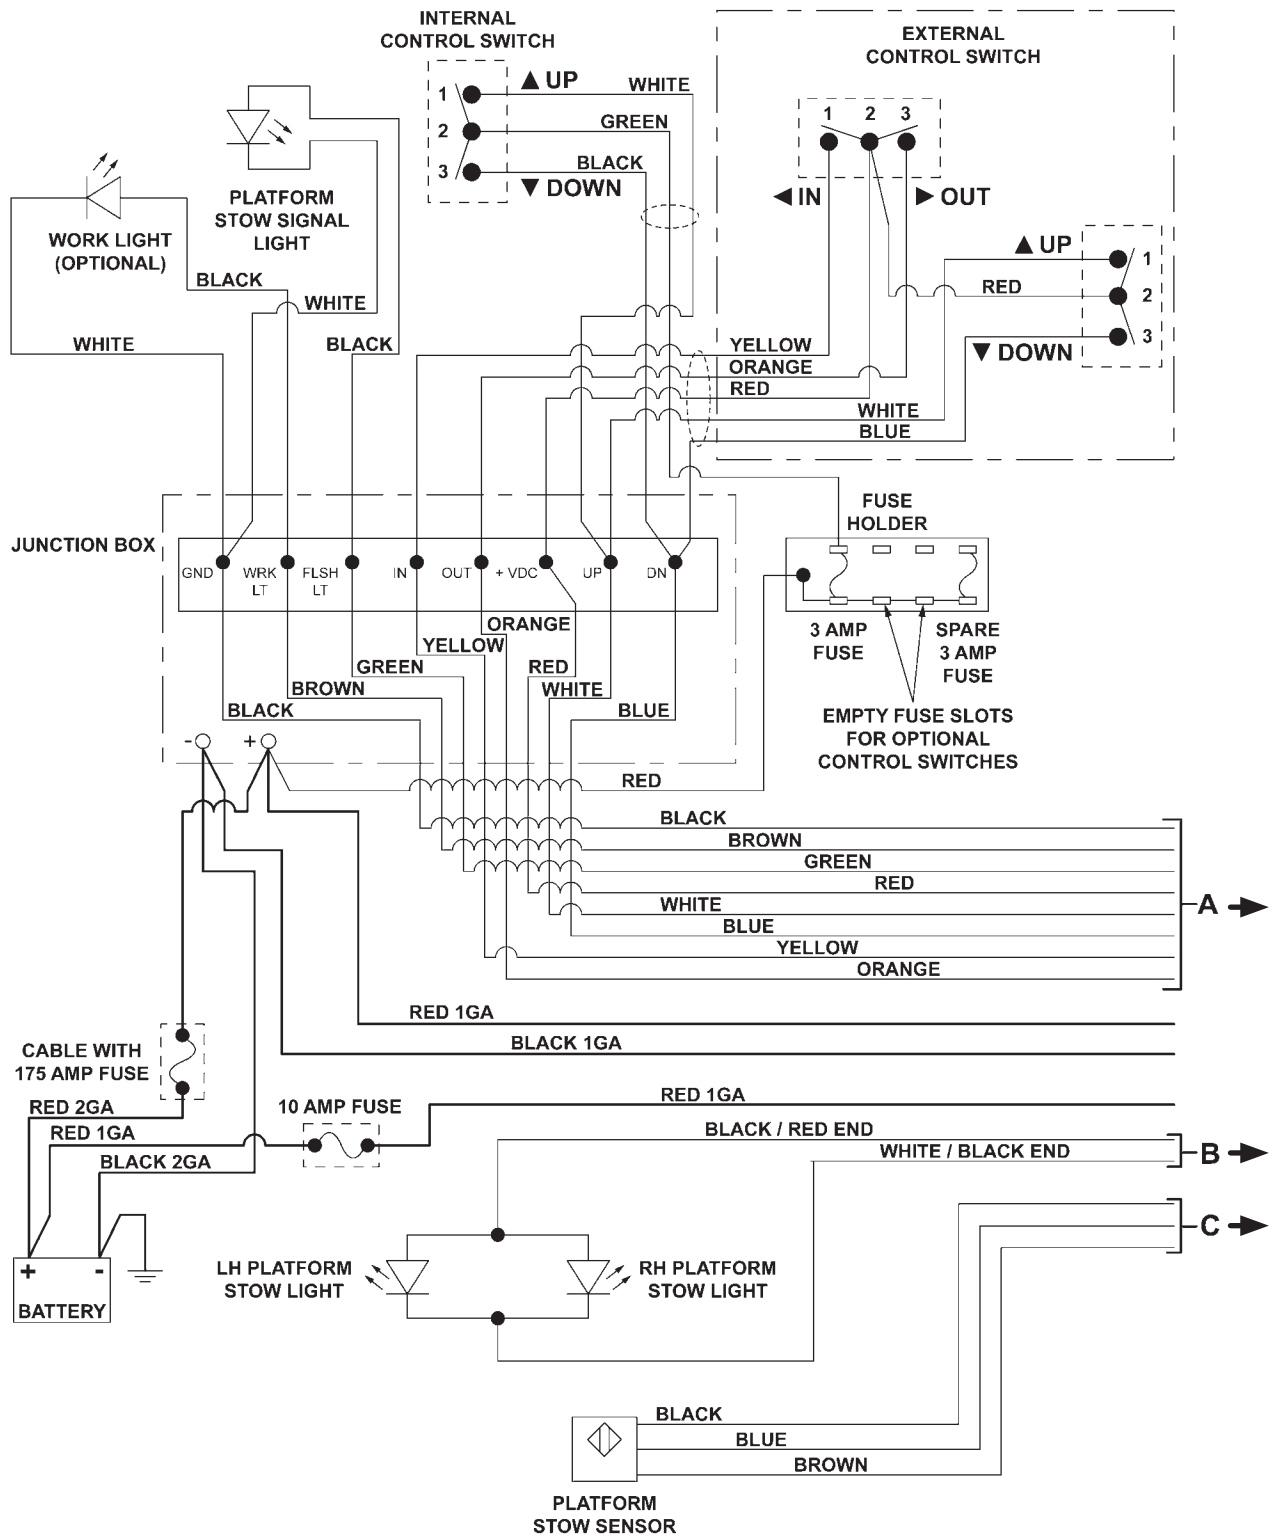 INTERNAL
CONTROL SWITCH
EXTERNAL
CONTROL SWITCH
1
2
3
▲ UP
WHITE
GREEN
BLACK
▼ DOWN
1 2 3
◄ IN
► OUT
▲ UP
RED
▼ DOWN
1
2
3
PLATFORM
STOW SIGNAL
LIGHT
WORK LIGHT
(OPTIONAL)
BLACK
WHITE
WHITE
BLACK
YELLOW
ORANGE
RED
WHITE
BLUE
FUSE
HOLDER
JUNCTION BOX
GND
WRK
LT
FLSH
LT
IN
OUT
+ VDC
UP
DN
ORANGE
YELLOW
GREEN
RED
BROWN
WHITE
BLACK
BLUE
3 AMP
FUSE
SPARE
3 AMP
FUSE
EMPTY FUSE SLOTS
FOR OPTIONAL
CONTROL SWITCHES
-
+
RED
BLACK
BROWN
GREEN
RED
WHITE
BLUE
YELLOW
ORANGE
A
RED 1GA
BLACK 1GA
CABLE WITH
175 AMP FUSE
RED 2GA
RED 1GA
BLACK 2GA
10 AMP FUSE
RED 1GA
BLACK / RED END
WHITE / BLACK END
B
C
+ -
BATTERY
LH PLATFORM
STOW LIGHT
RH PLATFORM
STOW LIGHT
BLACK
BLUE
BROWN
PLATFORM
STOW SENSOR